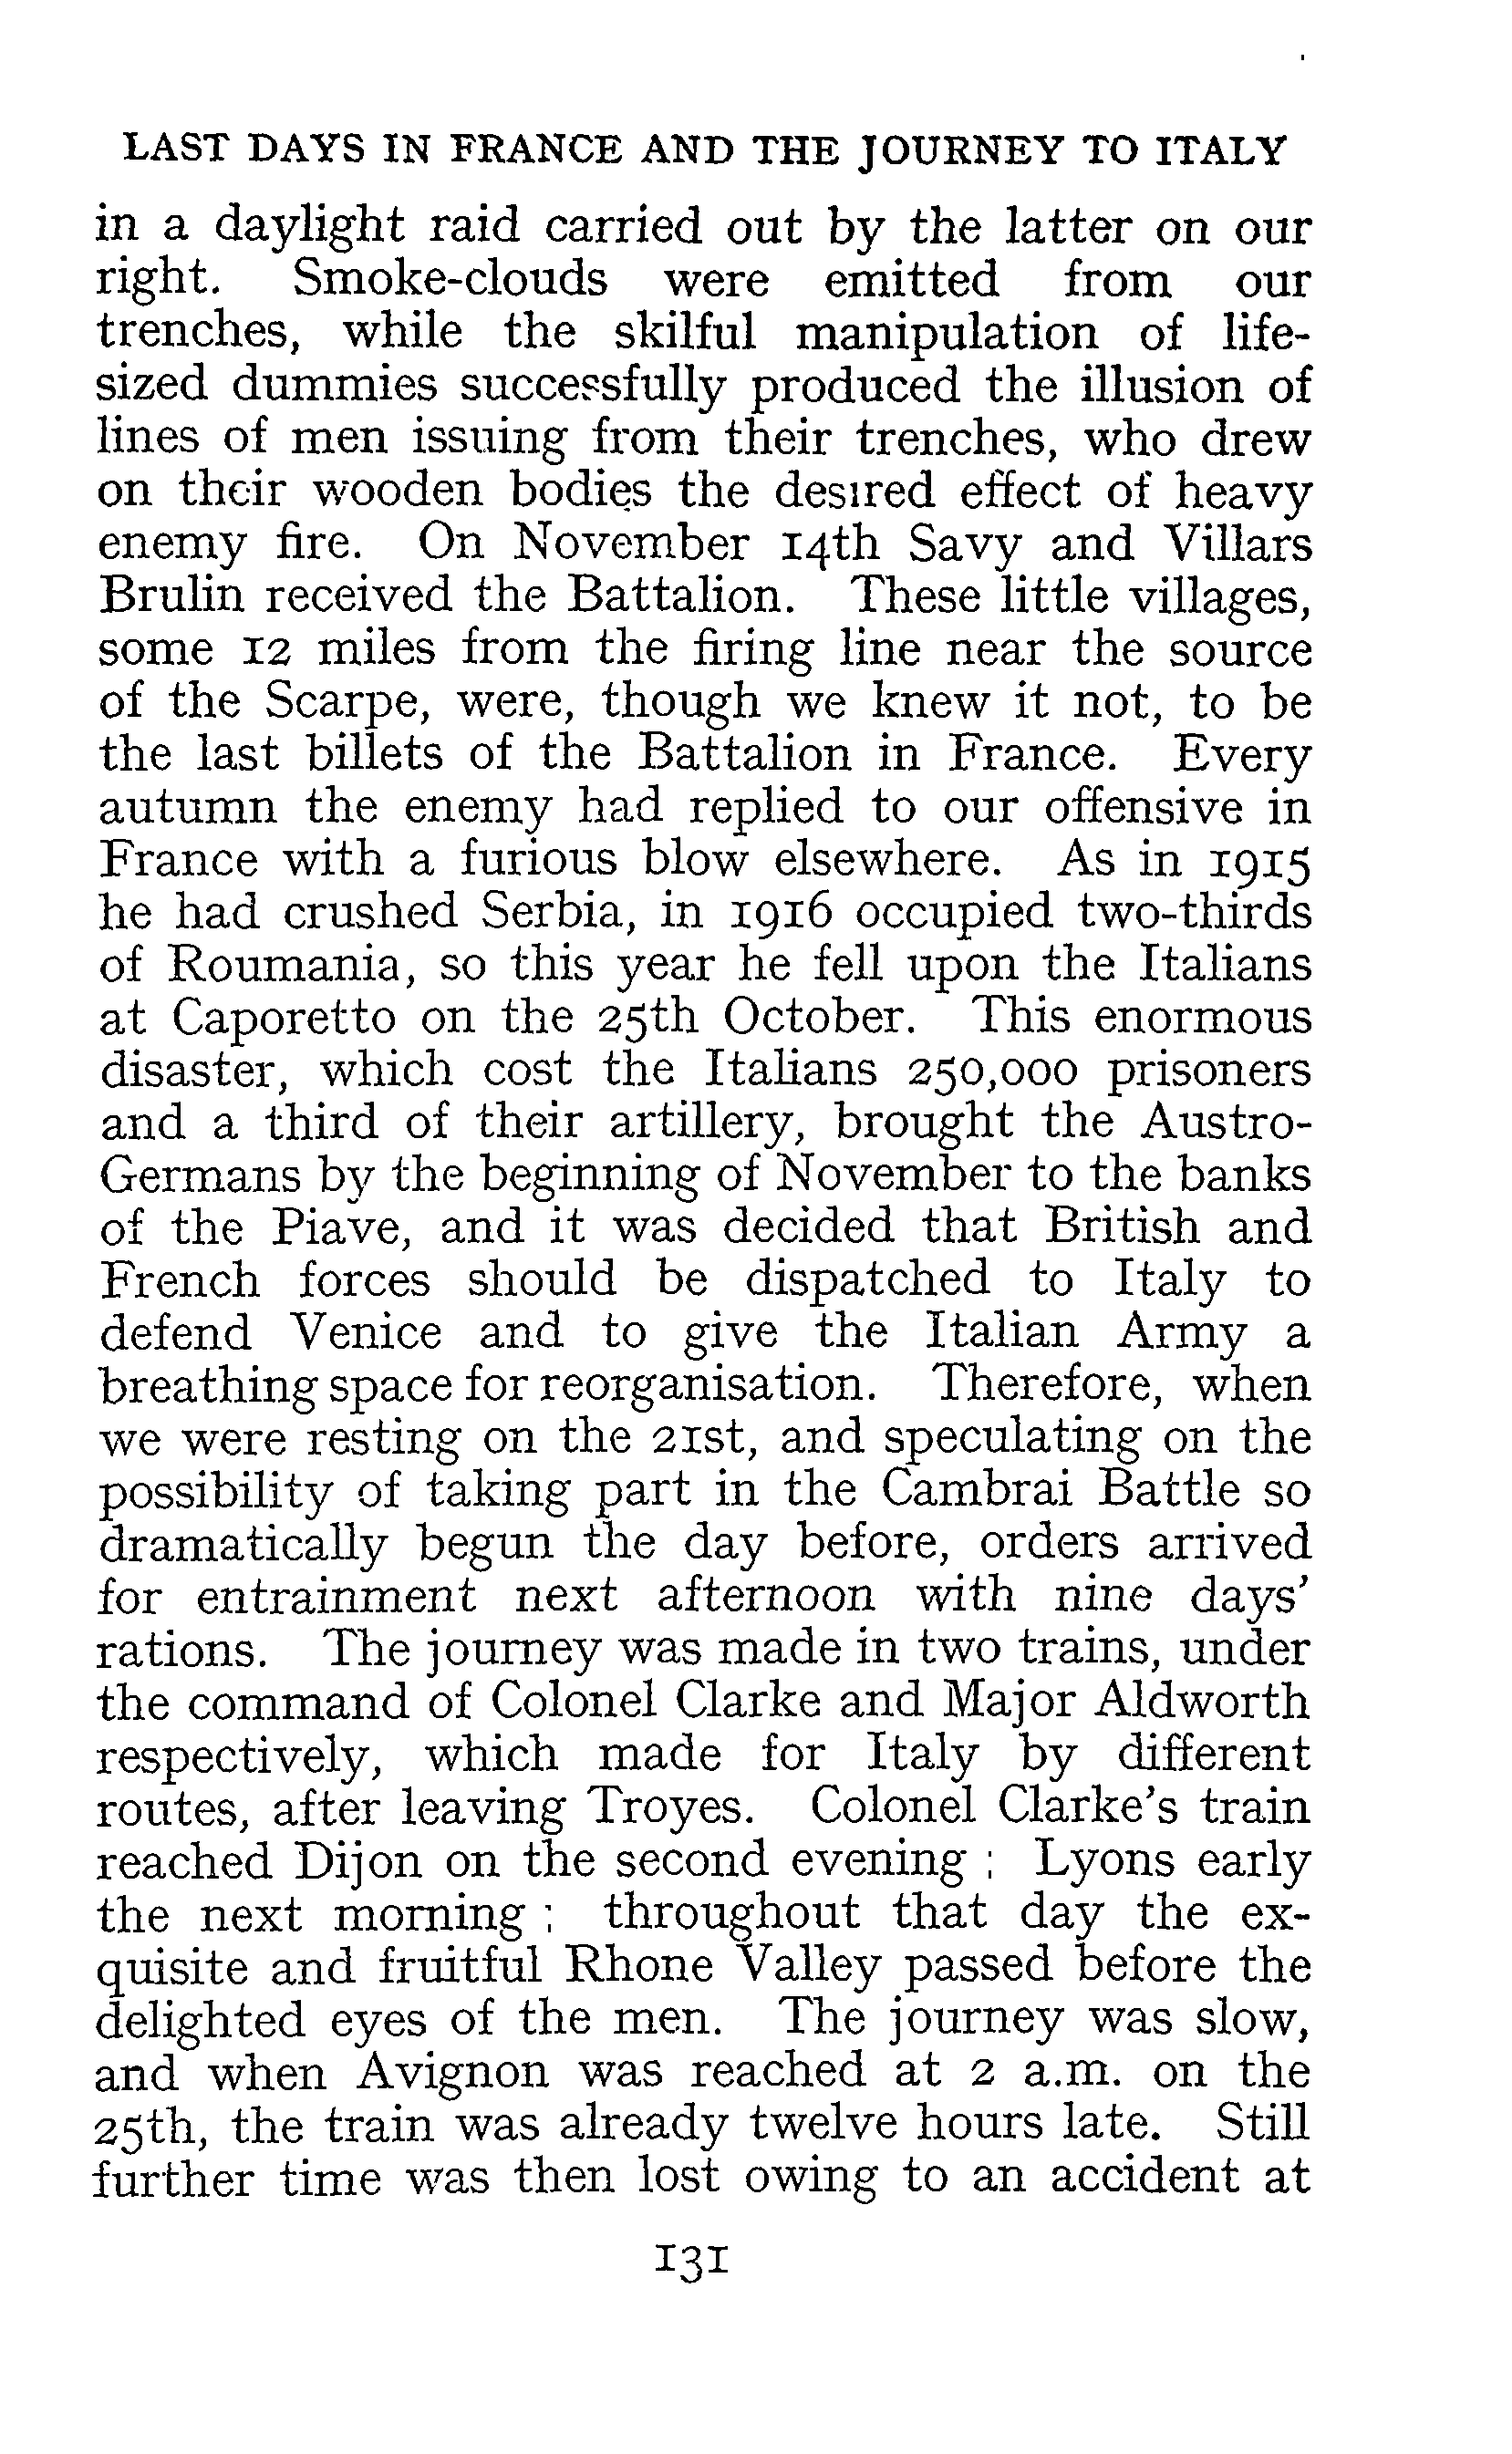 LAST DAYS IN FRANCE AND THE JOURNEY TO ITALY
in a daylight raid carried out by the latter on our
right. Smoke-clouds were emitted from our
trenches, while the skilful manipulation of life-
sized dummies successfully produced the illusion of
lines of men issuing from their trenches, who drew
on their wooden bodies the desired effect of heavy
enemy fire. On November 14th Savy and Villars
Brulin received the Battalion. These little villages,
some 12 miles from the firing line near the source
of the Scarpe, were, though we knew it not, to be
the last billets of the Battalion in France. Every
autumn the enemy had replied to our offensive in
France with a furious blow elsewhere. As in 1915
he had crushed Serbia, in 1916 occupied two-thirds
of Roumania, so this year he fell upon the Italians
at Caporetto on the 25th October. This enormous
disaster, which cost the Italians 250,000 prisoners
and a third of their artillery, brought the Austro-
Germans by the beginning of November to the banks
of the Piave, and it was decided that British and
French forces should be dispatched to Italy to
defend Venice and to give the Italian Army a
breathing space for reorganisation. Therefore, when
we were resting on the 21st, and speculating on the
possibility of taking part in the Cambrai Battle so
dramatically begun the day before, orders arrived
for entrainment next afternoon with nine days'
rations. The journey was made in two trains, under
the command of Colonel Clarke and Major Aldworth
respectively, which made for Italy by different
routes, after leaving Troyes. Colonel Clarke's train
reached Dijon on the second evening ; Lyons early
the next morning ; throughout that day the ex-
quisite and fruitful Rhone Valley passed before the
delighted eyes of the men. The journey was slow,
and when Avignon was reached at 2 a.m. on the
25th, the train was already twelve hours late. Still
further time was then lost owing to an accident at
131